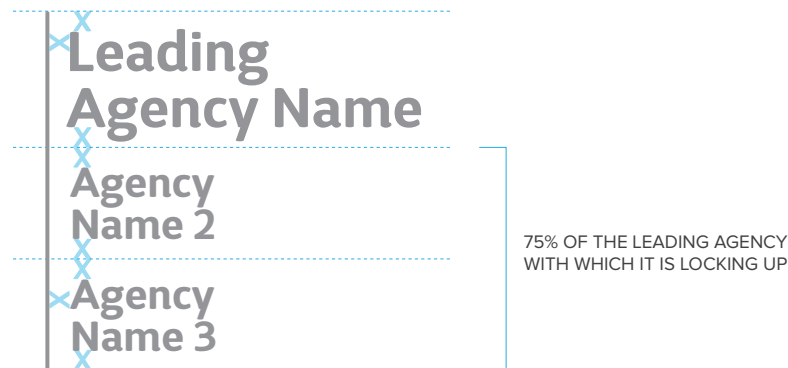 X
X Leading
Agency Name
X
X
Agency
Name 2
X
X
X Agency
Name 3
X
75% OF THE LEADING AGENCY
WITH WHICH IT IS LOCKING UP